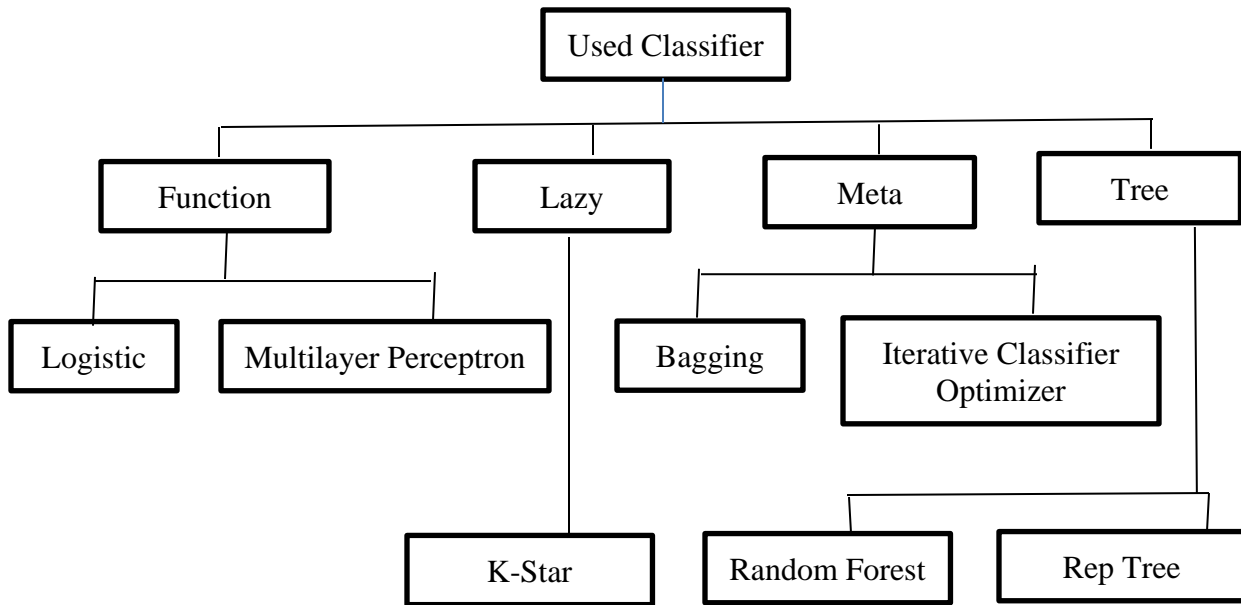 Used Classifier
Function
Lazy
Meta
Tree
Logistic
Multilayer Perceptron
Bagging
Iterative Classifier
Optimizer
K-Star
Random Forest
Rep Tree